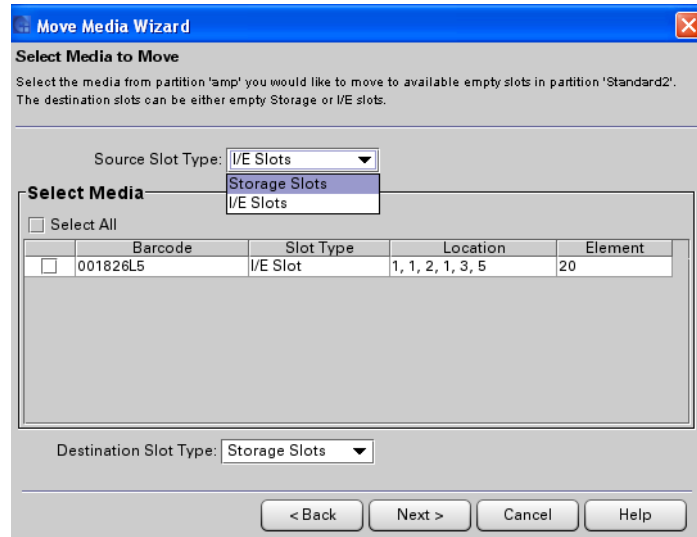 Move Media Wizard
Select Media to Move
Select the media from partition 'amp' you would like to move to available empty slots in partition 'Standard2'.
The destination slots can be either empty Storage or I/E slots.
Source Slot Type: I/E Slots
Storage Slots
I/E Slots
Select Media
Select All
Barcode Slot Type Location Element
001826L5 I/E Slot 1, 1, 2, 1, 3, 5 20
Destination Slot Type: Storage Slots
< Back Next > Cancel Help